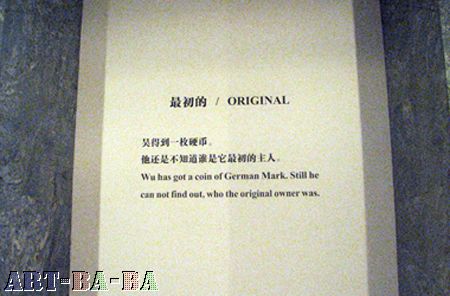 最初的 / ORIGINAL
吴得到一枚硬币。
他还是不知道谁是它最初的主人。
Wu has got a coin of German Mark. Still he
can not find out, who the original owner was.
ART-BA-BA